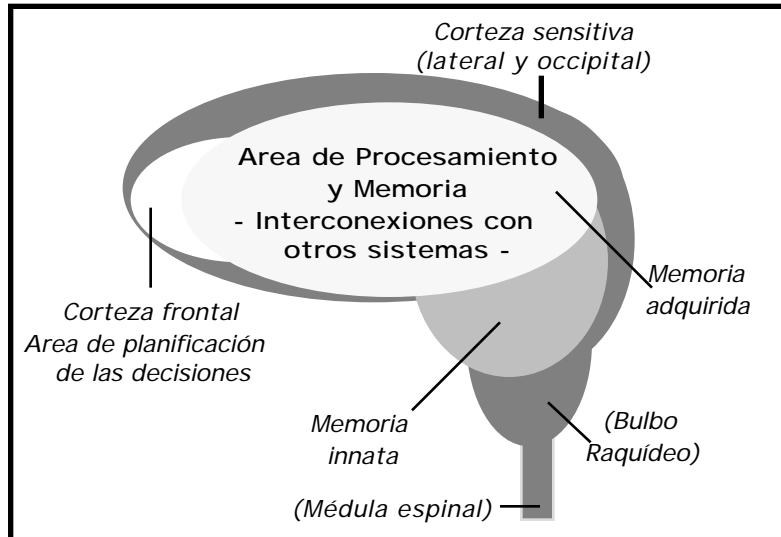 Corteza sensitiva
(lateral y occipital)
Area de Procesamiento
y Memoria
- Interconexiones con
otros sistemas -
Memoria
adquirida
Corteza frontal
Area de planificación
de las decisiones
Memoria
innata
(Bulbo
Raquídeo)
(Médula espinal)